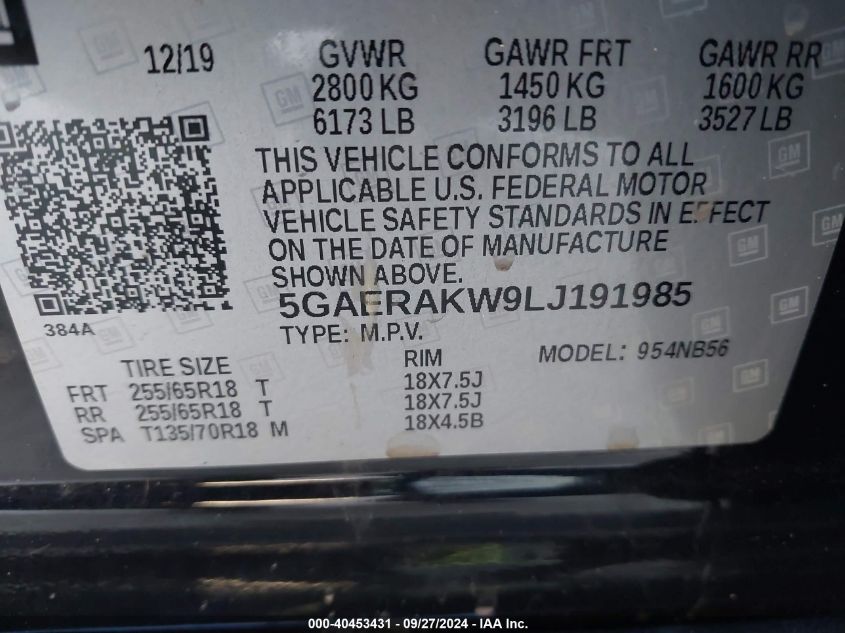 12/19 GVWR GAWR FRT GAWR RR
2800 KG 1450 KG 1600 KG
6173 LB 3196 LB 3527 LB
THIS VEHICLE CONFORMS TO ALL
APPLICABLE U.S. FEDERAL MOTOR
VEHICLE SAFETY STANDARDS IN EFFECT
ON THE DATE OF MANUFACTURE
SHOWN ABOVE.
5GAERAKW9LJ191985
384A
TYPE: M.P.V.
TIRE SIZE RIM MODEL: 954NB56
FRT 255/65R18 T 18X7.5J
RR 255/65R18 T 18X7.5J
SPA T135/70R18 M 18X4.5B
000-40453431 - 09/27/2024 - IAA Inc.